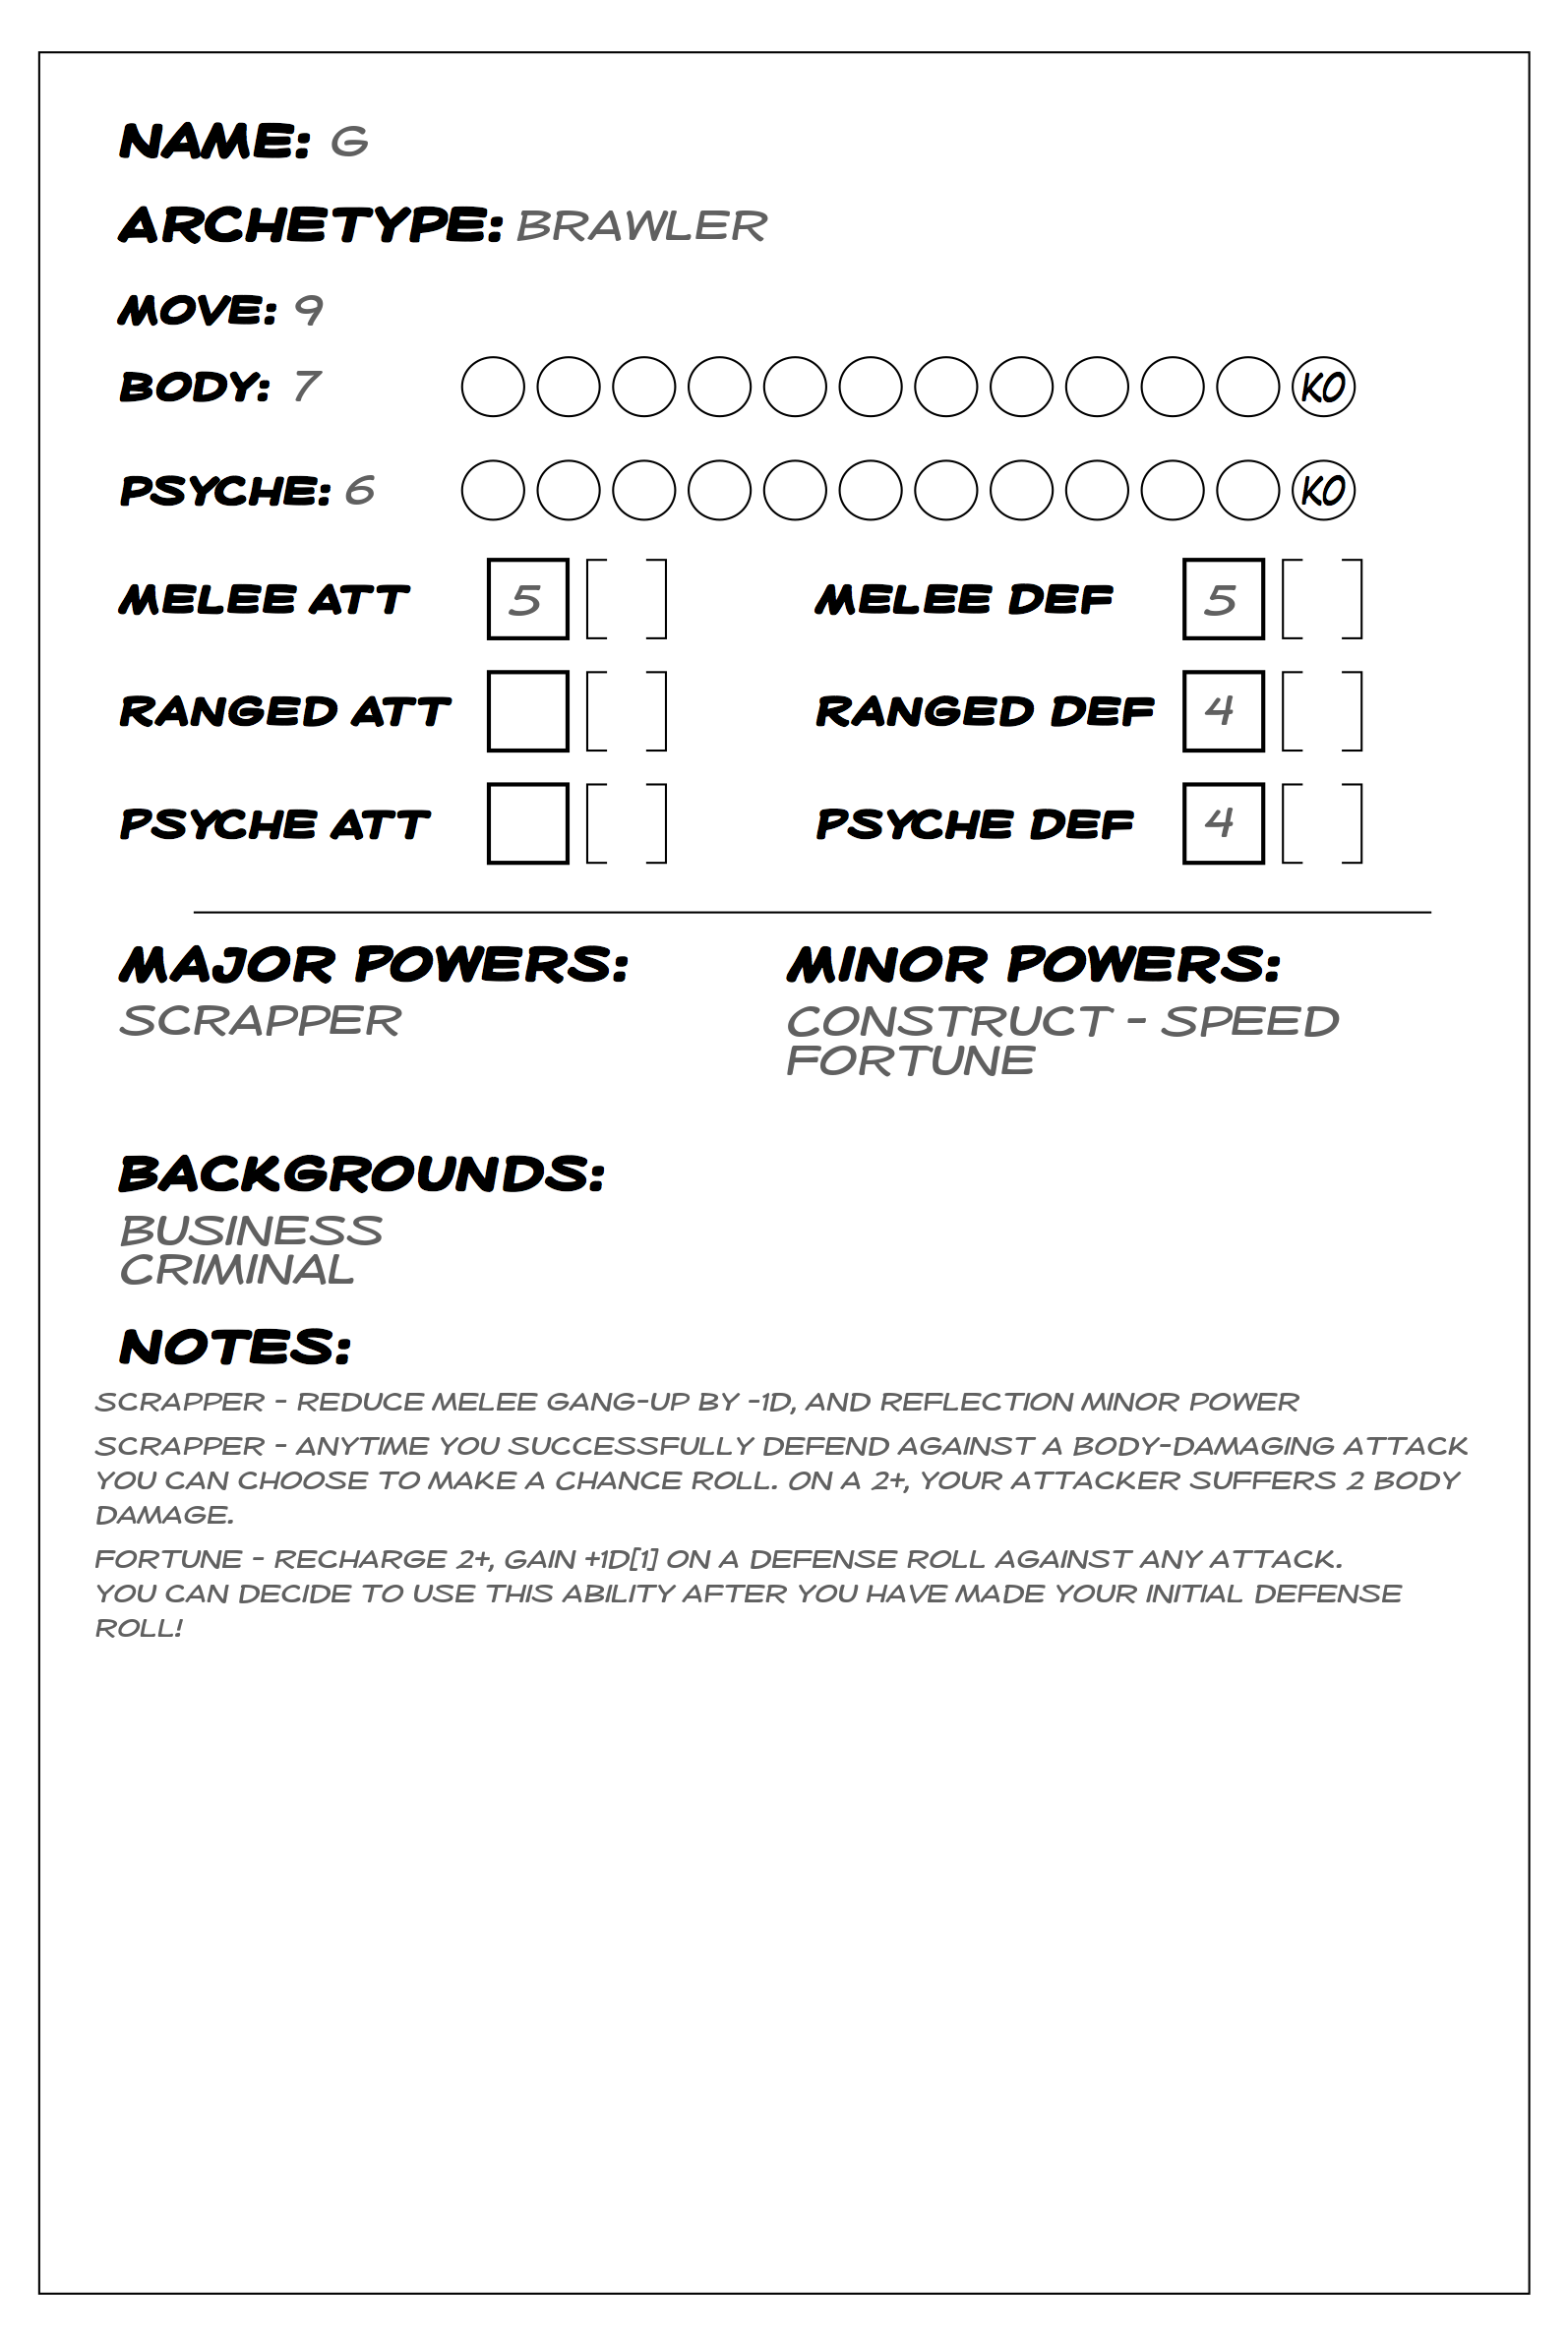 NAME: G
ARCHETYPE: BRAWLER
MOVE: 9
BODY: 7 KO
PSYCHE: 6 KO
MELEE ATT 5 [ ] MELEE DEF 5 [ ]
RANGED ATT [ ] RANGED DEF 4 [ ]
PSYCHE ATT [ ] PSYCHE DEF 4 [ ]
MAJOR POWERS:
SCRAPPER
MINOR POWERS:
CONSTRUCT - SPEED
FORTUNE
BACKGROUNDS:
BUSINESS
CRIMINAL
NOTES:
SCRAPPER - REDUCE MELEE GANG-UP BY -1D, AND REFLECTION MINOR POWER
SCRAPPER - ANYTIME YOU SUCCESSFULLY DEFEND AGAINST A BODY-DAMAGING ATTACK
YOU CAN CHOOSE TO MAKE A CHANCE ROLL. ON A 2+, YOUR ATTACKER SUFFERS 2 BODY
DAMAGE.
FORTUNE - RECHARGE 2+, GAIN +1D[1] ON A DEFENSE ROLL AGAINST ANY ATTACK.
YOU CAN DECIDE TO USE THIS ABILITY AFTER YOU HAVE MADE YOUR INITIAL DEFENSE
ROLL!